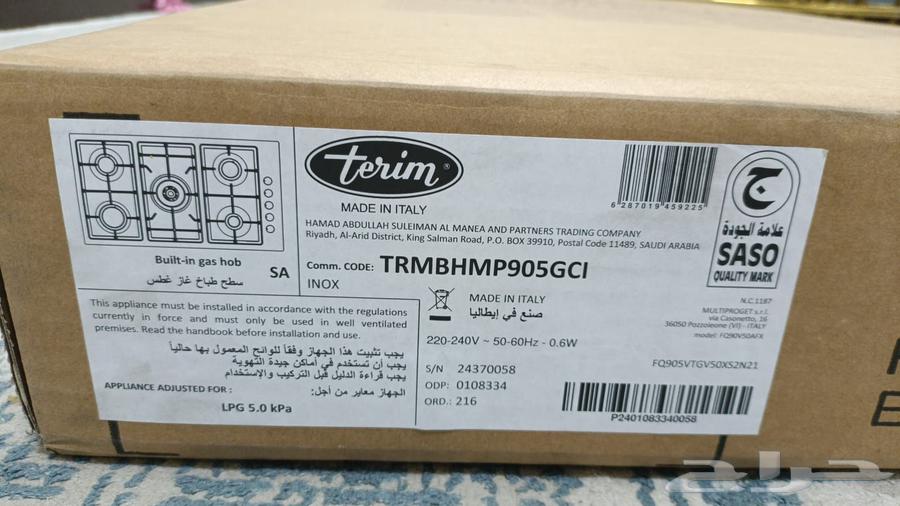 Built-in gas hob
SA
سطح طباخ غاز غطس
terim
MADE IN ITALY
HAMAD ABDULLAH SULEIMAN AL MANEA AND PARTNERS TRADING COMPANY
Riyadh, Al-Arid District, King Salman Road, P.O. BOX 39910, Postal Code 11489, SAUDI ARABIA
Comm. CODE: TRMBHMP905GCI
INOX
6 287019 459225
علامة الجودة
SASO
QUALITY MARK
N.C.1187
MULTIPROGET s.r.l.
via Casonetto, 16
36050 Pozzoleone (VI) - ITALY
model: FQ90V50AFX
This appliance must be installed in accordance with the regulations
currently in force and must only be used in well ventilated
premises. Read the handbook before installation and use.
يجب تثبيت هذا الجهاز وفقاً للوائح المعمول بها حالياً
يجب أن تستخدم في أماكن جيدة التهوية
يجب قراءة الدليل قبل التركيب والإستخدام
APPLIANCE ADJUSTED FOR :
الجهاز معاير من أجل:
LPG 5.0 kPa
MADE IN ITALY
صنع في إيطاليا
220-240V ~ 50-60Hz - 0.6W
S/N 24370058
ODP: 0108334
ORD.: 216
FQ905VTGV50XS2N21
P2401083340058
حراج